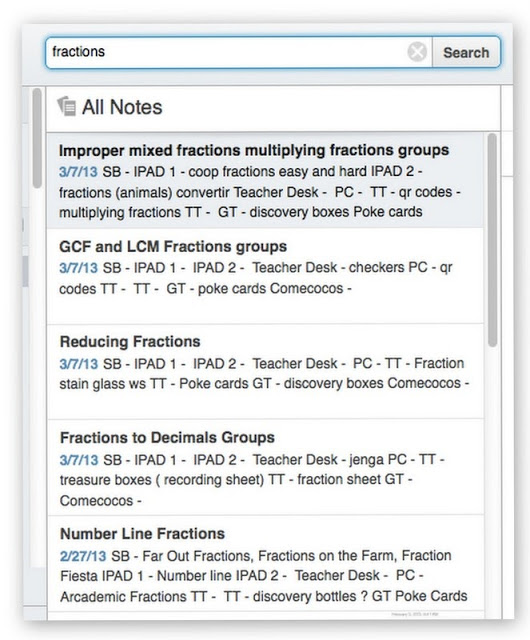 fractions
Search
All Notes
Improper mixed fractions multiplying fractions groups
3/7/13 SB - IPAD 1 - coop fractions easy and hard IPAD 2 -
fractions (animals) convertir Teacher Desk - PC - TT - qr codes -
multiplying fractions TT - GT - discovery boxes Poke cards
GCF and LCM Fractions groups
3/7/13 SB - IPAD 1 - IPAD 2 - Teacher Desk - checkers PC - qr
codes TT - TT - GT - poke cards Comecocos -
Reducing Fractions
3/7/13 SB - IPAD 1 - IPAD 2 - Teacher Desk - PC - TT - Fraction
stain glass ws TT - Poke cards GT - discovery boxes Comecocos -
Fractions to Decimals Groups
3/7/13 SB - IPAD 1 - IPAD 2 - Teacher Desk - jenga PC - TT -
treasure boxes ( recording sheet) TT - fraction sheet GT -
Comecocos -
Number Line Fractions
2/27/13 SB - Far Out Fractions, Fractions on the Farm, Fraction
Fiesta IPAD 1 - Number line IPAD 2 - Teacher Desk - PC -
Arcademic Fractions TT - TT - discovery bottles ? GT Poke Cards